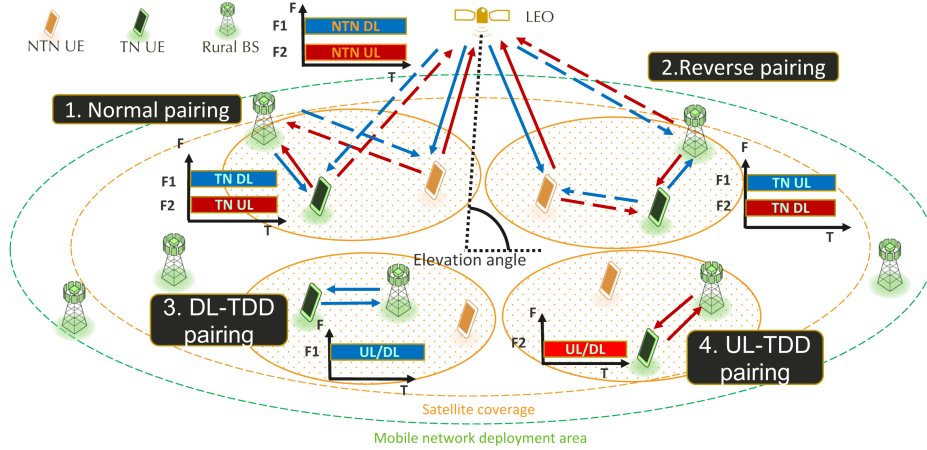 NTN UE
TN UE
Rural BS
F
F1
NTN DL
F2
NTN UL
T
LEO
1. Normal pairing
2.Reverse pairing
F
F1
TN DL
F2
TN UL
T
F
F1
TN UL
F2
TN DL
T
Elevation angle
3. DL-TDD
pairing
F
F1
UL/DL
T
F
F2
UL/DL
T
4. UL-TDD
pairing
Satellite coverage
Mobile network deployment area